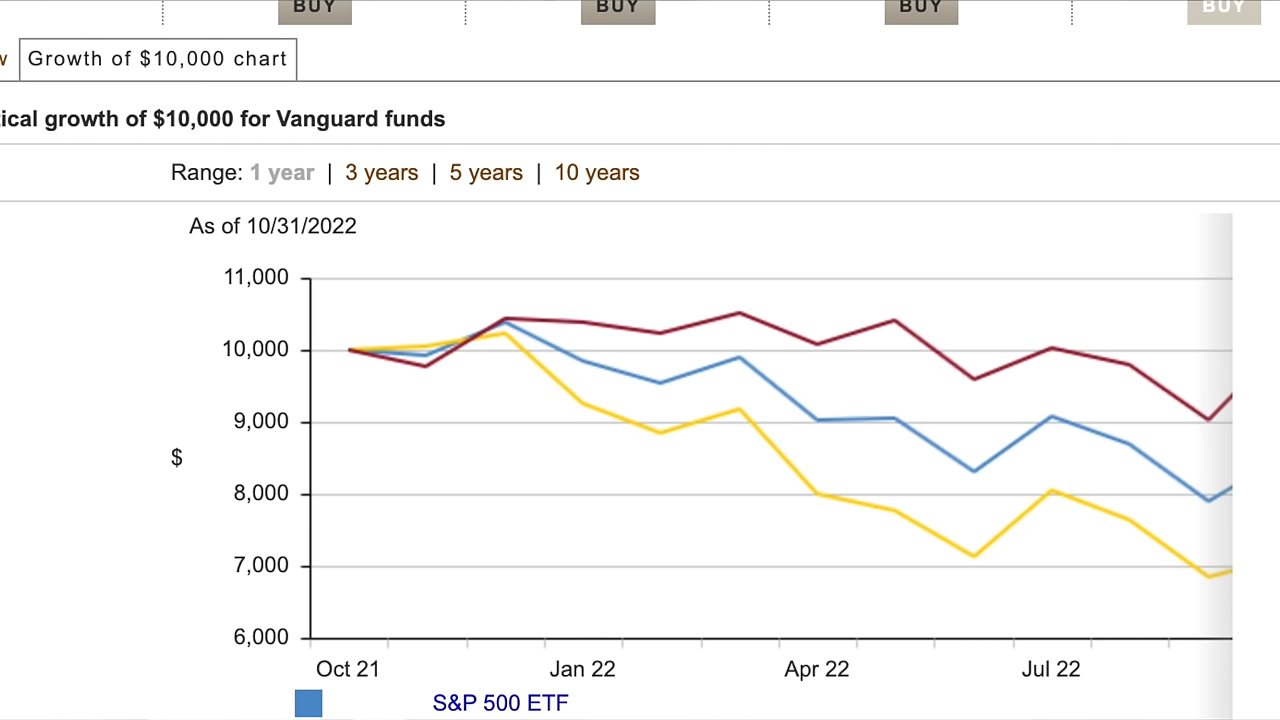 BUY BUY BUY BUY
Growth of $10,000 chart
tical growth of $10,000 for Vanguard funds
Range: 1 year | 3 years | 5 years | 10 years
As of 10/31/2022
11,000
10,000
9,000
$
8,000
7,000
6,000
Oct 21 Jan 22 Apr 22 Jul 22
S&P 500 ETF